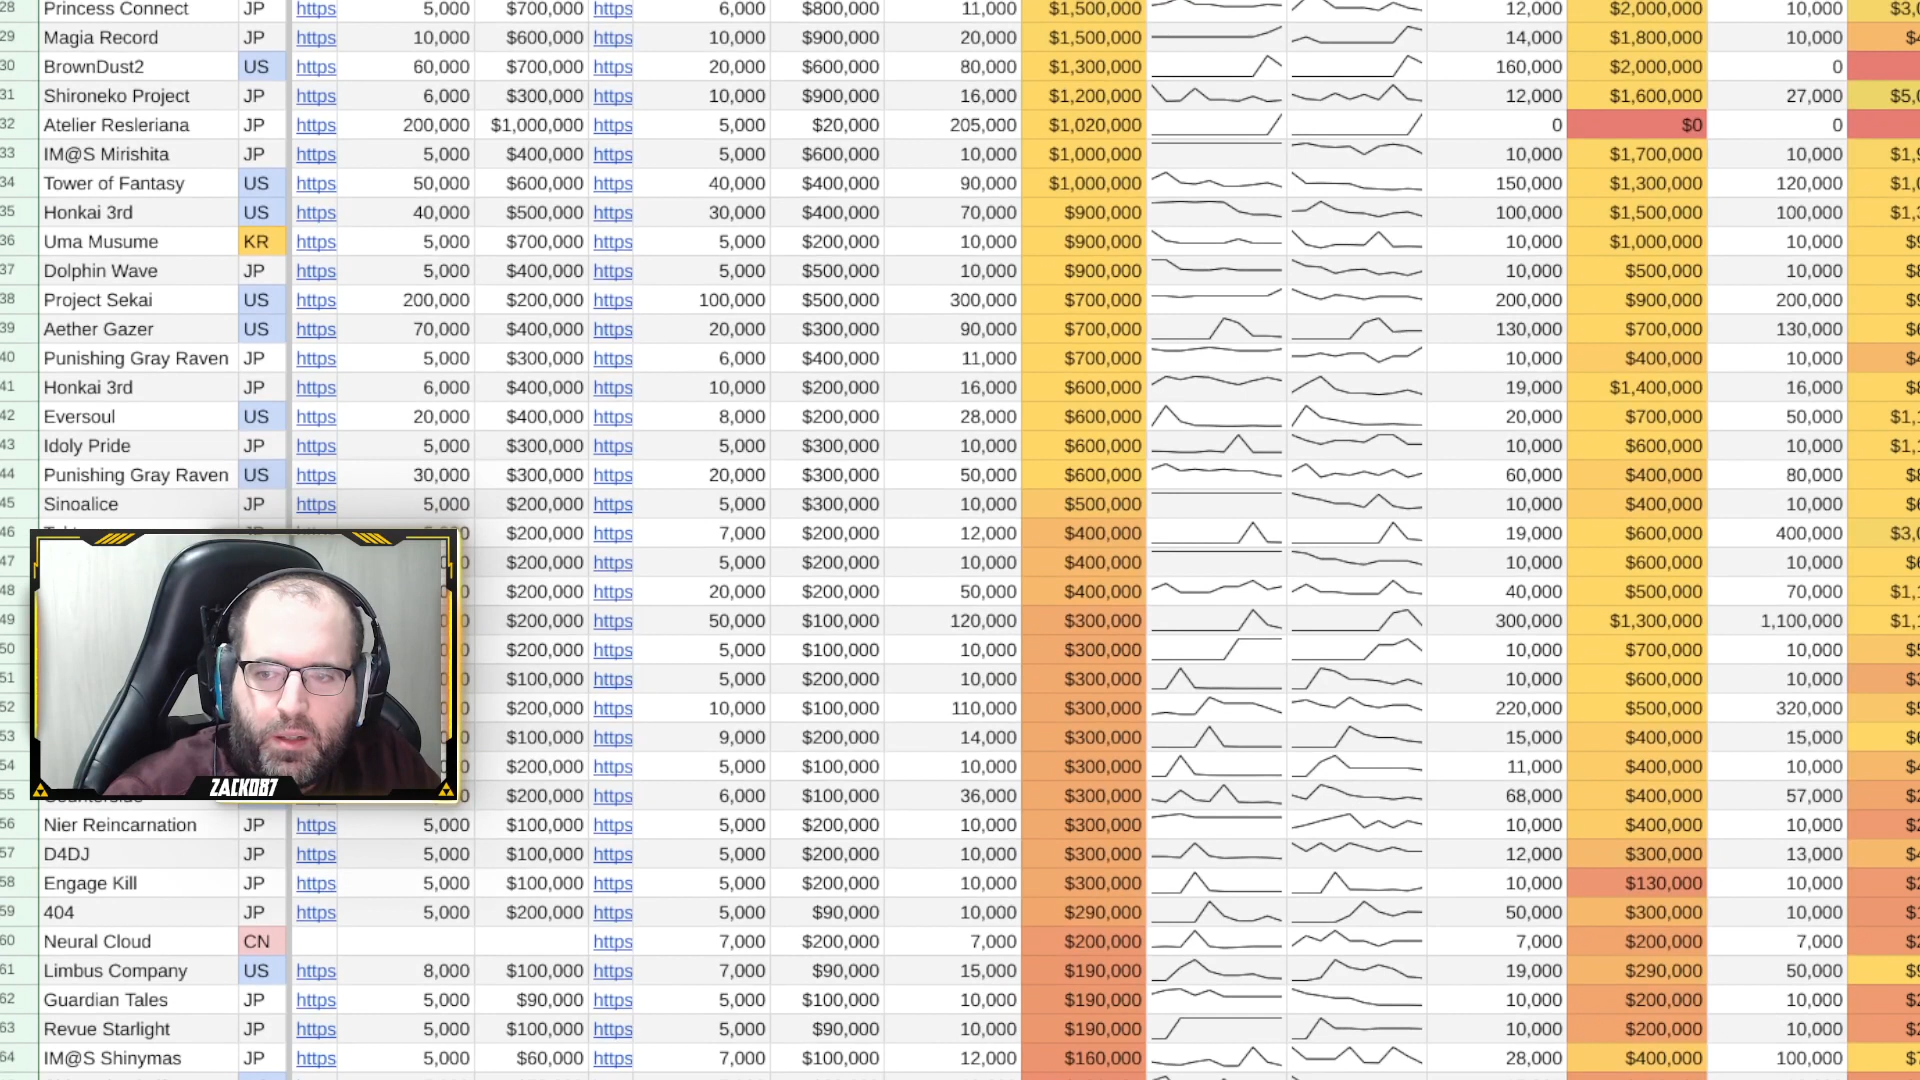 28 Princess Connect JP https 5,000 $700,000 https 6,000 $800,000 11,000 $1,500,000 12,000 $2,000,000 10,000
29 Magia Record JP https 10,000 $600,000 https 10,000 $900,000 20,000 $1,500,000 14,000 $1,800,000 10,000
30 BrownDust2 US https 60,000 $700,000 https 20,000 $600,000 80,000 $1,300,000 160,000 $2,000,000 0
31 Shironeko Project JP https 6,000 $300,000 https 10,000 $900,000 16,000 $1,200,000 12,000 $1,600,000 27,000
32 Atelier Resleriana JP https 200,000 $1,000,000 https 5,000 $20,000 205,000 $1,020,000 0 $0 0
33 IM@S Mirishita JP https 5,000 $400,000 https 5,000 $600,000 10,000 $1,000,000 10,000 $1,700,000 10,000
34 Tower of Fantasy US https 50,000 $600,000 https 40,000 $400,000 90,000 $1,000,000 150,000 $1,300,000 120,000
35 Honkai 3rd US https 40,000 $500,000 https 30,000 $400,000 70,000 $900,000 100,000 $1,500,000 100,000
36 Uma Musume KR https 5,000 $700,000 https 5,000 $200,000 10,000 $900,000 10,000 $1,000,000 10,000
37 Dolphin Wave JP https 5,000 $400,000 https 5,000 $500,000 10,000 $900,000 10,000 $500,000 10,000
38 Project Sekai US https 200,000 $200,000 https 100,000 $500,000 300,000 $700,000 200,000 $900,000 200,000
39 Aether Gazer US https 70,000 $400,000 https 20,000 $300,000 90,000 $700,000 130,000 $700,000 130,000
40 Punishing Gray Raven JP https 5,000 $300,000 https 6,000 $400,000 11,000 $700,000 10,000 $400,000 10,000
41 Honkai 3rd JP https 6,000 $400,000 https 10,000 $200,000 16,000 $600,000 19,000 $1,400,000 16,000
42 Eversoul US https 20,000 $400,000 https 8,000 $200,000 28,000 $600,000 20,000 $700,000 50,000
43 Idoly Pride JP https 5,000 $300,000 https 5,000 $300,000 10,000 $600,000 10,000 $600,000 10,000
44 Punishing Gray Raven US https 30,000 $300,000 https 20,000 $300,000 50,000 $600,000 60,000 $400,000 80,000
45 Sinoalice JP https 5,000 $200,000 https 5,000 $300,000 10,000 $500,000 10,000 $400,000 10,000
46 $200,000 https 7,000 $200,000 12,000 $400,000 19,000 $600,000 400,000
47 $200,000 https 5,000 $200,000 10,000 $400,000 10,000 $600,000 10,000
48 $200,000 https 20,000 $200,000 50,000 $400,000 40,000 $500,000 70,000
49 $200,000 https 50,000 $100,000 120,000 $300,000 300,000 $1,300,000 1,100,000
50 $200,000 https 5,000 $100,000 10,000 $300,000 10,000 $700,000 10,000
51 $100,000 https 5,000 $200,000 10,000 $300,000 10,000 $600,000 10,000
52 $200,000 https 10,000 $100,000 110,000 $300,000 220,000 $500,000 320,000
53 $100,000 https 9,000 $200,000 14,000 $300,000 15,000 $400,000 15,000
54 $200,000 https 5,000 $100,000 10,000 $300,000 11,000 $400,000 10,000
ZACK087
55 Counterside $200,000 https 6,000 $100,000 36,000 $300,000 68,000 $400,000 57,000
56 Nier Reincarnation JP https 5,000 $100,000 https 5,000 $200,000 10,000 $300,000 10,000 $400,000 10,000
57 D4DJ JP https 5,000 $100,000 https 5,000 $200,000 10,000 $300,000 12,000 $300,000 13,000
58 Engage Kill JP https 5,000 $100,000 https 5,000 $200,000 10,000 $300,000 10,000 $130,000 10,000
59 404 JP https 5,000 $200,000 https 5,000 $90,000 10,000 $290,000 50,000 $300,000 10,000
60 Neural Cloud CN https 7,000 $200,000 7,000 $200,000 7,000 $200,000 7,000
61 Limbus Company US https 8,000 $100,000 https 7,000 $90,000 15,000 $190,000 19,000 $290,000 50,000
62 Guardian Tales JP https 5,000 $90,000 https 5,000 $100,000 10,000 $190,000 10,000 $200,000 10,000
63 Revue Starlight JP https 5,000 $100,000 https 5,000 $90,000 10,000 $190,000 10,000 $200,000 10,000
64 IM@S Shinymas JP https 5,000 $60,000 https 7,000 $100,000 12,000 $160,000 28,000 $400,000 100,000